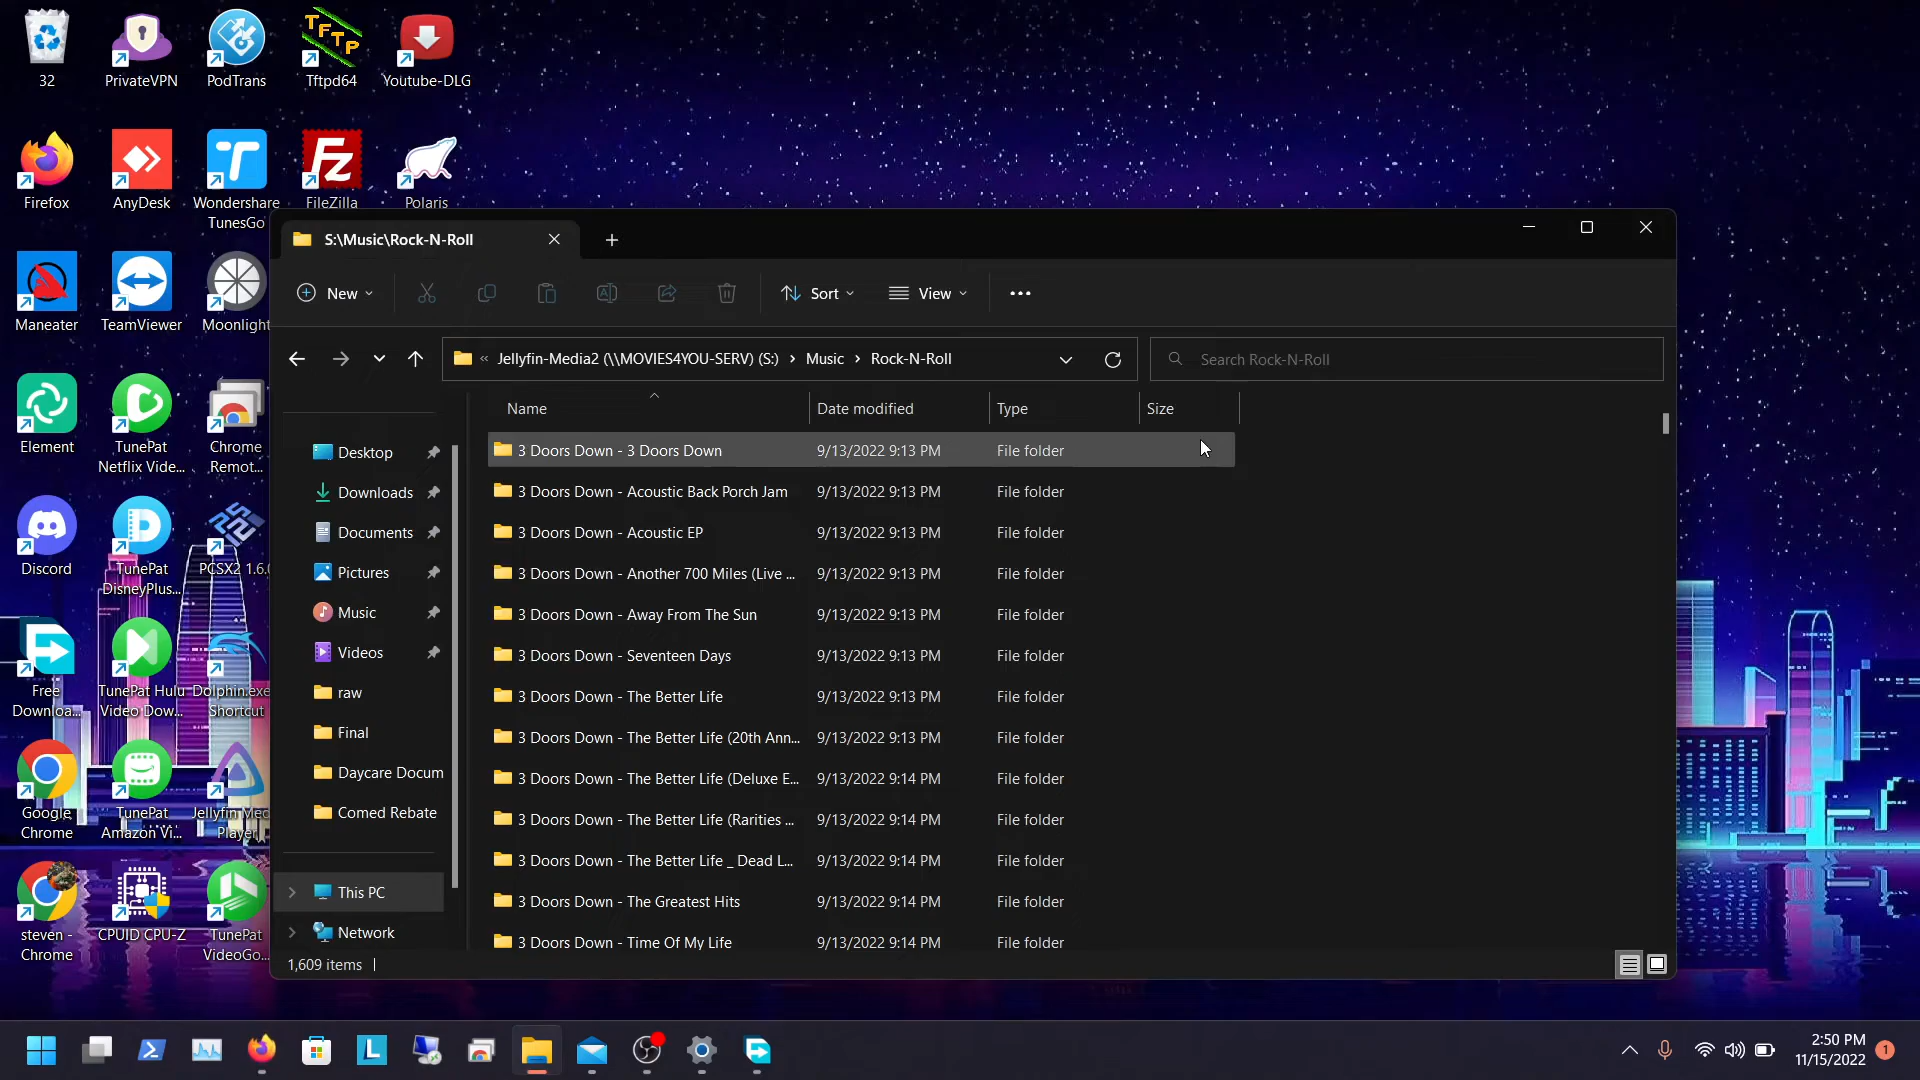 32
PrivateVPN
PodTrans
TFTP
Tftpd64
Youtube-DLG
Firefox
AnyDesk
Wondershare
TunesGo
Fz
FileZilla
Polaris
Maneater
TeamViewer
Moonlight
Element
TunePat
Netflix Vide...
Chrome
Remot...
Discord
TunePat
DisneyPlus...
PCSX2 1.6.0
Free
Downloa...
TunePat Hulu
Video Dow...
Dolphin.exe
Shortcut
Google
Chrome
TunePat
Amazon Vi...
Jellyfin Med
Player
steven -
Chrome
CPUID CPU-Z
TunePat
VideoGo...
S:\Music\Rock-N-Roll
New
Sort
View
« Jellyfin-Media2 (\\MOVIES4YOU-SERV) (S:) > Music > Rock-N-Roll
Search Rock-N-Roll
Desktop
Downloads
Documents
Pictures
Music
Videos
raw
Final
Daycare Docum
Comed Rebate
This PC
Network
Name Date modified Type Size
3 Doors Down - 3 Doors Down 9/13/2022 9:13 PM File folder
3 Doors Down - Acoustic Back Porch Jam 9/13/2022 9:13 PM File folder
3 Doors Down - Acoustic EP 9/13/2022 9:13 PM File folder
3 Doors Down - Another 700 Miles (Live ... 9/13/2022 9:13 PM File folder
3 Doors Down - Away From The Sun 9/13/2022 9:13 PM File folder
3 Doors Down - Seventeen Days 9/13/2022 9:13 PM File folder
3 Doors Down - The Better Life 9/13/2022 9:13 PM File folder
3 Doors Down - The Better Life (20th Ann... 9/13/2022 9:13 PM File folder
3 Doors Down - The Better Life (Deluxe E... 9/13/2022 9:14 PM File folder
3 Doors Down - The Better Life (Rarities ... 9/13/2022 9:14 PM File folder
3 Doors Down - The Better Life _ Dead L... 9/13/2022 9:14 PM File folder
3 Doors Down - The Greatest Hits 9/13/2022 9:14 PM File folder
3 Doors Down - Time Of My Life 9/13/2022 9:14 PM File folder
1,609 items
L
2:50 PM
11/15/2022
1